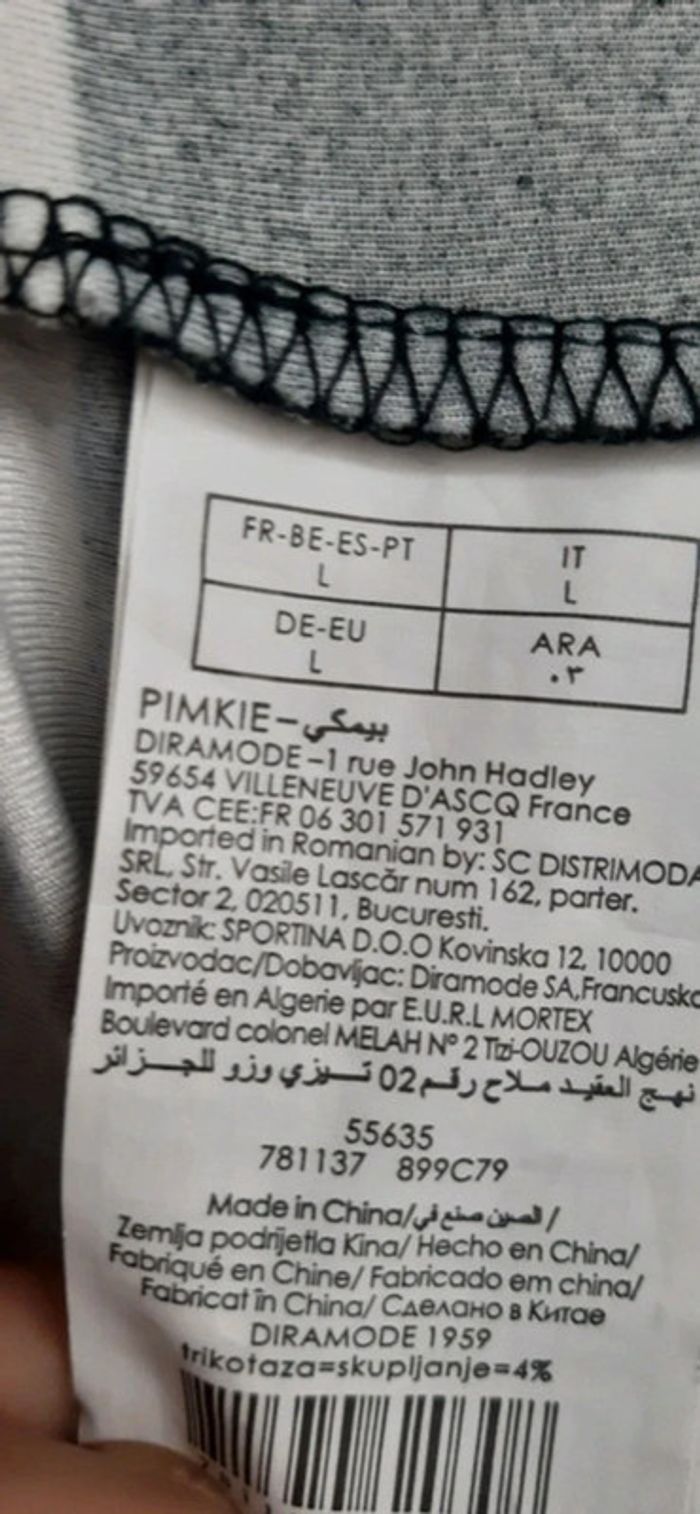 FR-BE-ES-PT
L
IT
L
DE-EU
L
ARA
٠٣
PIMKIE-بيمكي
DIRAMODE-1 rue John Hadley
59654 VILLENEUVE D'ASCQ France
TVA CEE:FR 06 301 571 931
Imported in Romanian by: SC DISTRIMODA
SRL, Str. Vasile Lascăr num 162, parter.
Sector 2, 020511, Bucuresti.
Uvoznik: SPORTINA D.O.O Kovinska 12, 10000
Proizvodac/Dobavljac: Diramode SA,Francuska
Importé en Algerie par E.U.R.L MORTEX
Boulevard colonel MELAH N° 2 Tizi-OUZOU Algérie
نهج العقيد ملاح رقم 02 تيزي وزو للجزائر
55635
781137 899C79
Made in China/الصين صنع في/
Zemlja podrijetla Kina/ Hecho en China/
Fabriqué en Chine/ Fabricado em china/
Fabricat în China/ Сделано в Китае
DIRAMODE 1959
trikotaza=skupljanje=4%